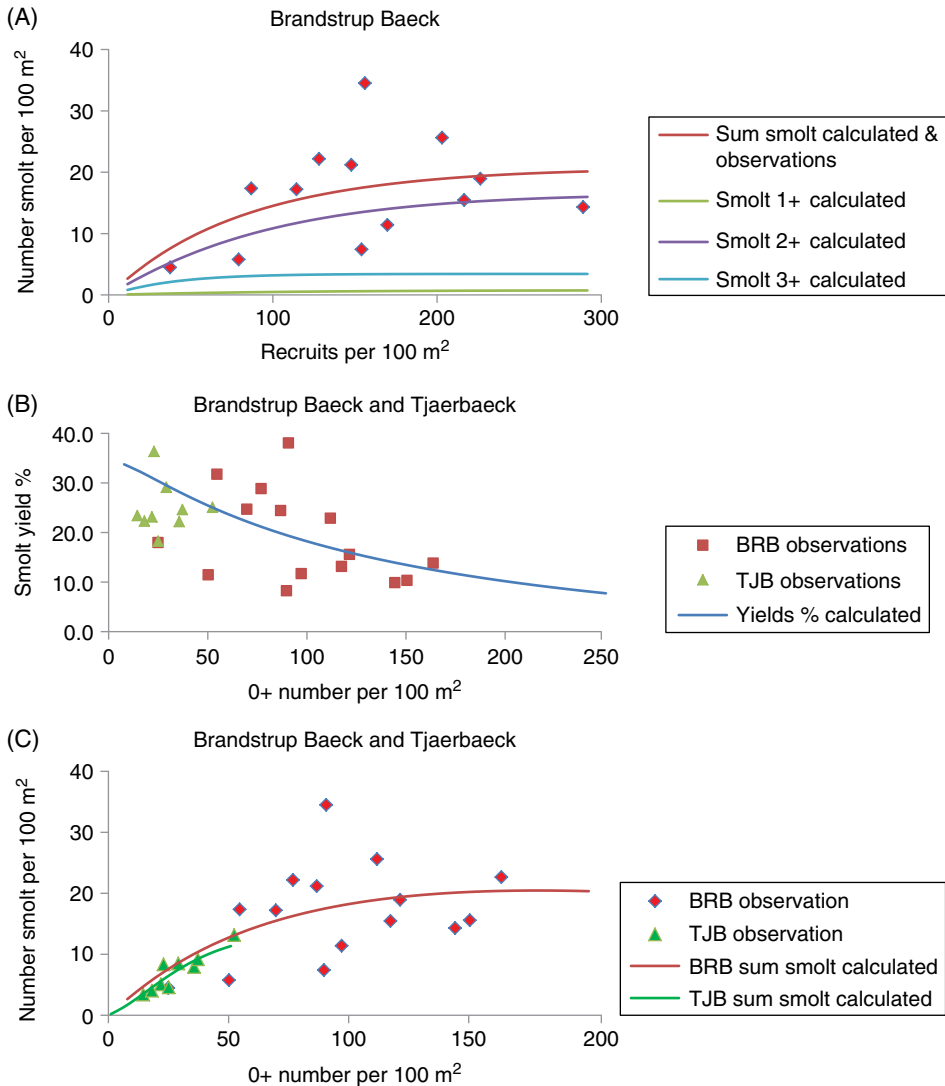 (A)
Brandstrup Baeck
Number smolt per 100 m²
40
30
20
10
0
0
100
200
300
Recruits per 100 m²
Sum smolt calculated &
observations
Smolt 1+ calculated
Smolt 2+ calculated
Smolt 3+ calculated
(B)
Brandstrup Baeck and Tjaerbaeck
Smolt yield %
40.0
30.0
20.0
10.0
0.0
0
50
100
150
200
250
0+ number per 100 m²
BRB observations
TJB observations
Yields % calculated
(C)
Brandstrup Baeck and Tjaerbaeck
Number smolt per 100 m²
40
30
20
10
0
0
50
100
150
200
0+ number per 100 m²
BRB observation
TJB observation
BRB sum smolt calculated
TJB sum smolt calculated